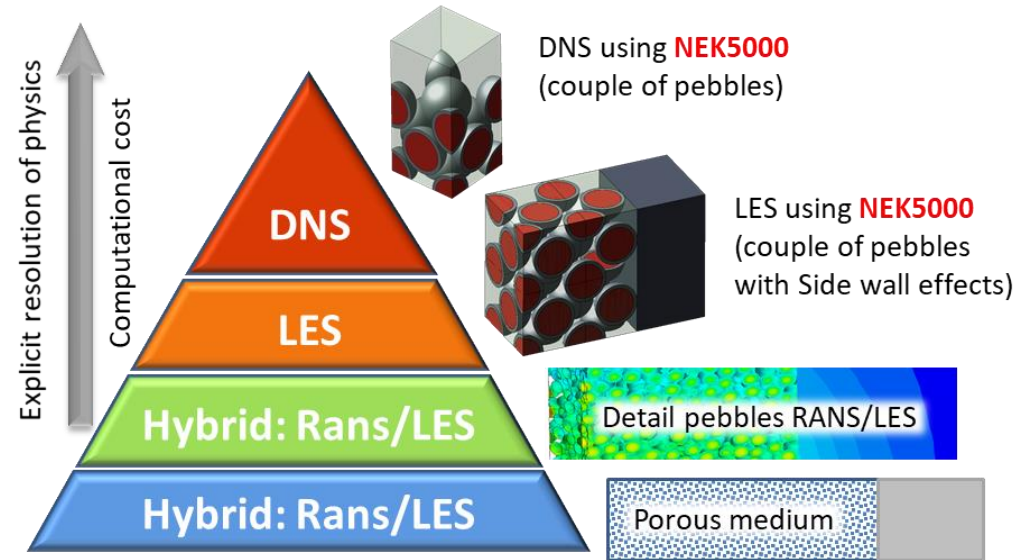 Explicit resolution of physics
Computational cost
DNS
LES
Hybrid: Rans/LES
Hybrid: Rans/LES
DNS using NEK5000
(couple of pebbles)
LES using NEK5000
(couple of pebbles
with Side wall effects)
Detail pebbles RANS/LES
Porous medium